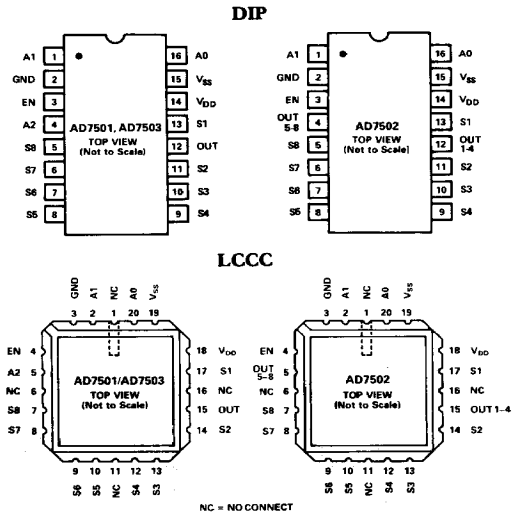 DIP
A1 1 16 A0
GND 2 15 VSS
EN 3 14 VDD
A2 4 13 S1
S8 5 12 OUT
S7 6 11 S2
S6 7 10 S3
S5 8 9 S4
AD7501, AD7503
TOP VIEW
(Not to Scale)
A1 1 16 A0
GND 2 15 VSS
EN 3 14 VDD
OUT 5-8 4 13 S1
S8 5 12 OUT 1-4
S7 6 11 S2
S6 7 10 S3
S5 8 9 S4
AD7502
TOP VIEW
(Not to Scale)
LCCC
GND A1 NC A0 VSS
3 2 1 20 19
EN 4 18 VDD
A2 5 17 S1
NC 6 16 NC
S8 7 15 OUT
S7 8 14 S2
AD7501/AD7503
TOP VIEW
(Not to Scale)
9 10 11 12 13
S6 S5 NC S4 S3
GND A1 NC A0 VSS
3 2 1 20 19
EN 4 18 VDD
OUT 5-8 5 17 S1
NC 6 16 NC
S8 7 15 OUT 1-4
S7 8 14 S2
AD7502
TOP VIEW
(Not to Scale)
9 10 11 12 13
S6 S5 NC S4 S3
NC = NO CONNECT